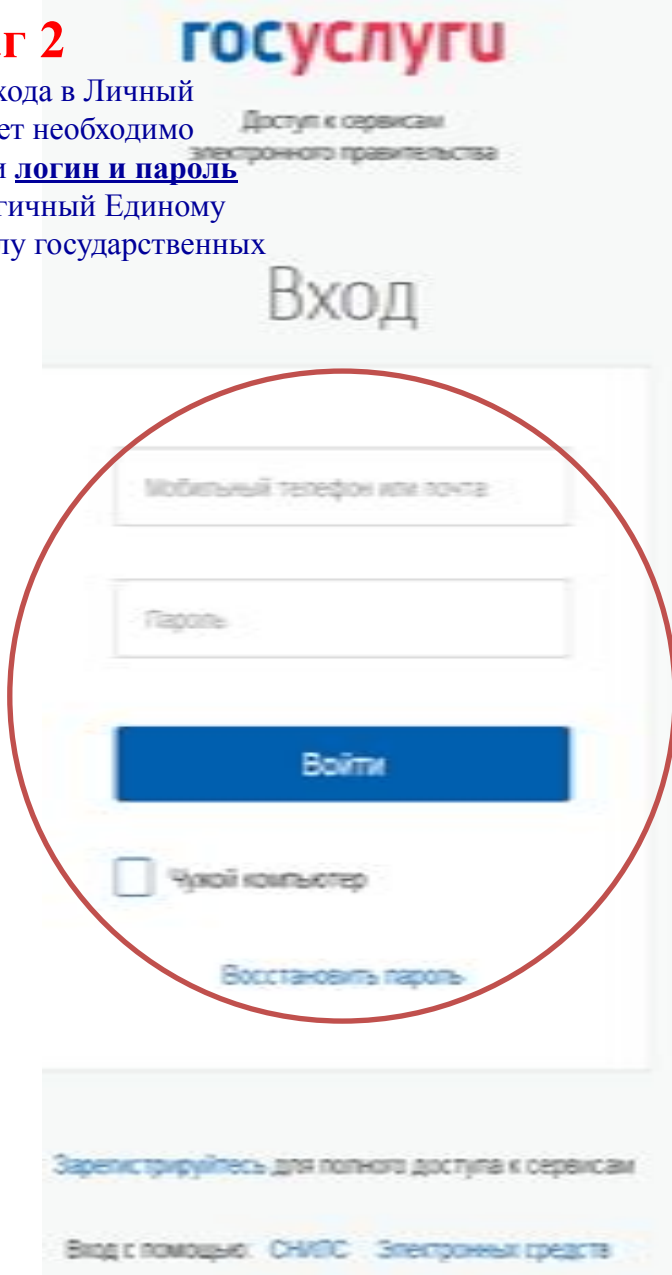 г 2
госуслуги
хода в Личный
ет необходимо
и логин и пароль
гичный Единому
лу государственных
Доступ к сервисам
электронного правительства
Вход
Мобильный телефон или почта
Пароль
Войти
Чужой компьютер
Восстановить пароль
Зарегистрируйтесь для полного доступа к сервисам
Вход с помощью: СНИЛС Электронных средств